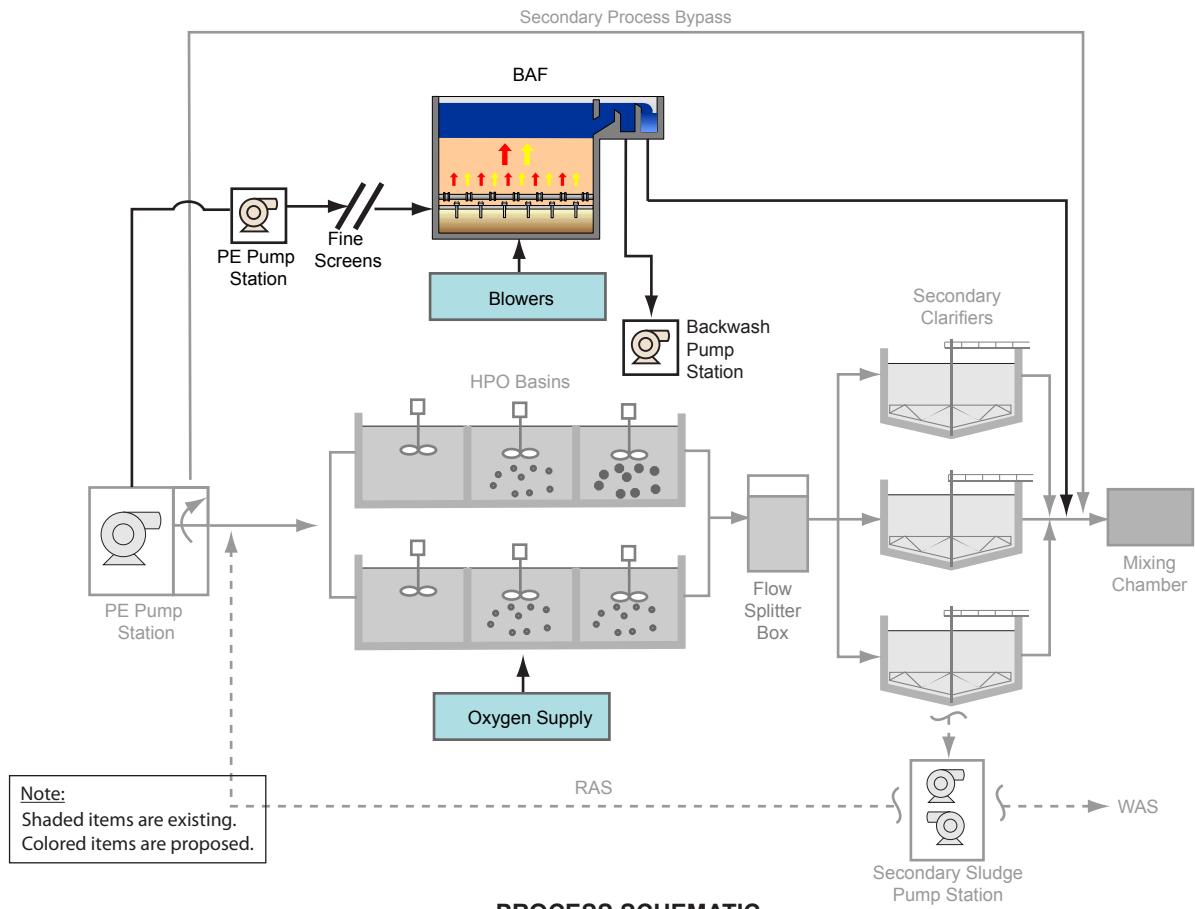 Secondary Process Bypass
BAF
PE Pump
Station
Fine
Screens
Blowers
Backwash
Pump
Station
Secondary
Clarifiers
HPO Basins
PE Pump
Station
Flow
Splitter
Box
Mixing
Chamber
Oxygen Supply
Note:
Shaded items are existing.
Colored items are proposed.
RAS
WAS
Secondary Sludge
Pump Station
PROCESS SCHEMATIC